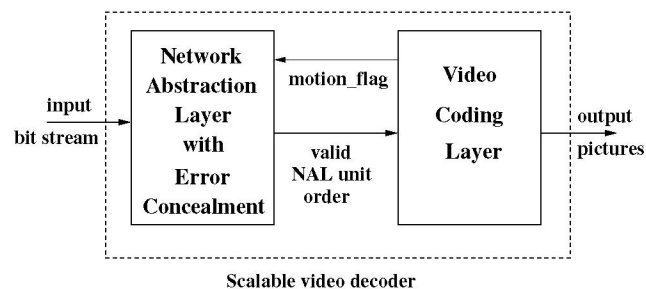 input
bit stream
Network
Abstraction
Layer
with
Error
Concealment
motion_flag
valid
NAL unit
order
Video
Coding
Layer
output
pictures
Scalable video decoder